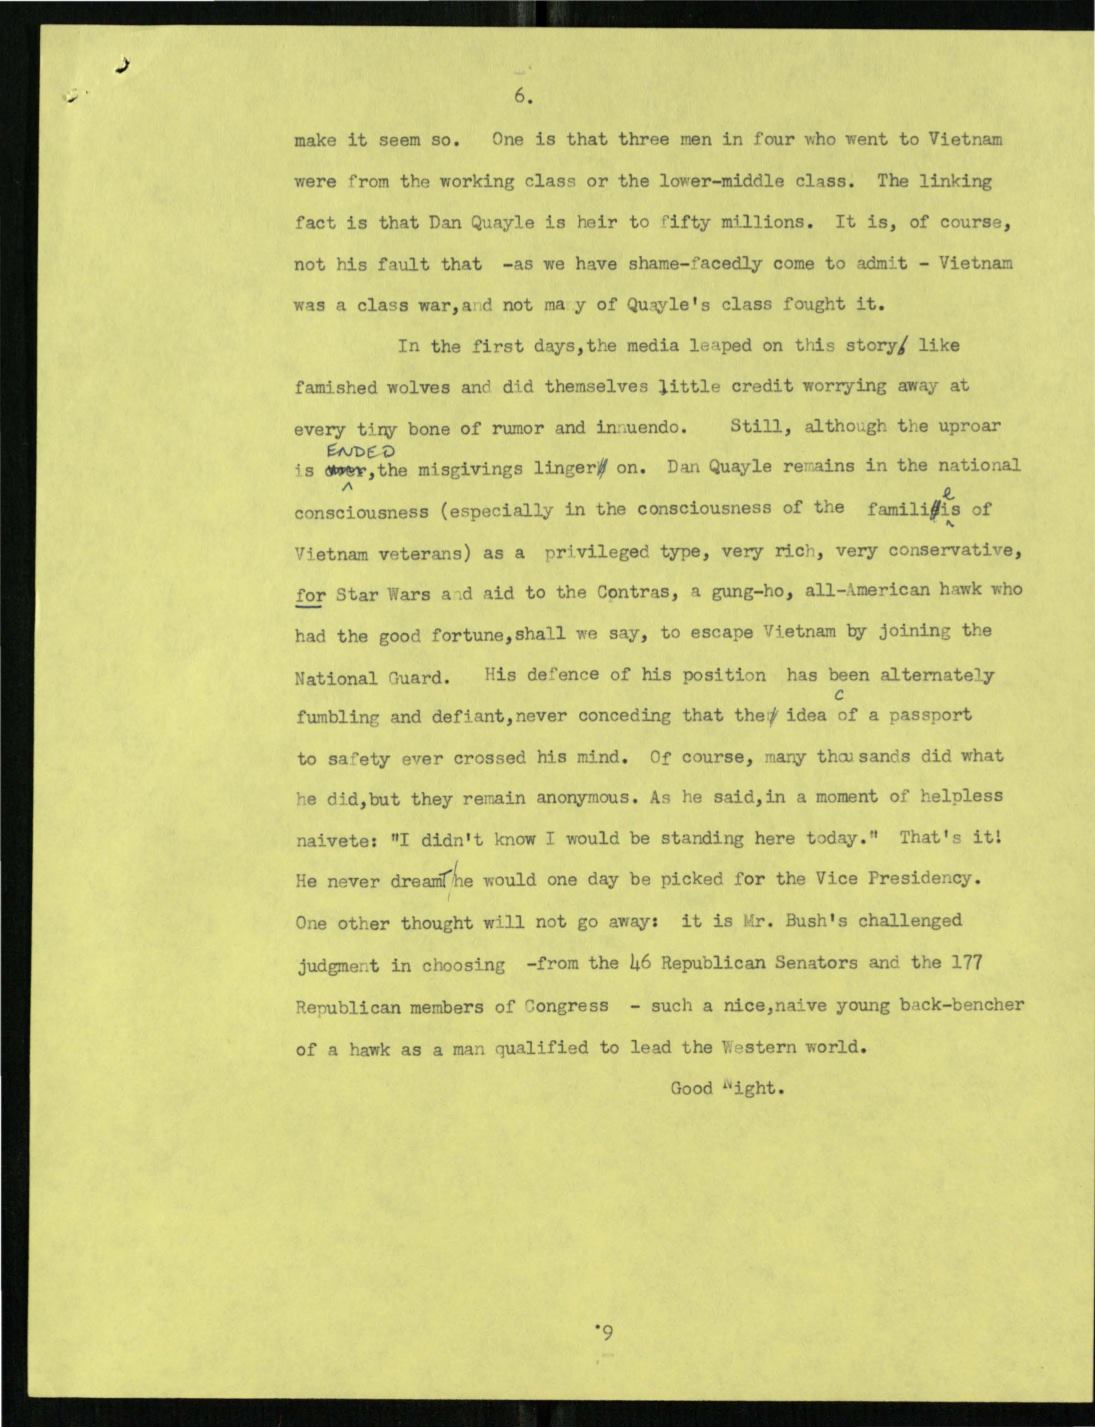 6.
make it seem so. One is that three men in four who went to Vietnam
were from the working class or the lower-middle class. The linking
fact is that Dan Quayle is heir to fifty millions. It is, of course,
not his fault that -as we have shame-facedly come to admit - Vietnam
was a class war,and not ma y of Quayle's class fought it.
In the first days,the media leaped on this story like
famished wolves and did themselves little credit worrying away at
every tiny bone of rumor and innuendo. Still, although the uproar
is ENDED,the misgivings linger on. Dan Quayle remains in the national
consciousness (especially in the consciousness of the families of
Vietnam veterans) as a privileged type, very rich, very conservative,
for Star Wars and aid to the Contras, a gung-ho, all-American hawk who
had the good fortune,shall we say, to escape Vietnam by joining the
National Guard. His defence of his position has been alternately
fumbling and defiant,never conceding that the idea of a passport
to safety ever crossed his mind. Of course, many thousands did what
he did,but they remain anonymous. As he said,in a moment of helpless
naivete: "I didn't know I would be standing here today." That's it!
He never dreamT he would one day be picked for the Vice Presidency.
One other thought will not go away: it is Mr. Bush's challenged
judgment in choosing -from the 46 Republican Senators and the 177
Republican members of Congress - such a nice,naive young back-bencher
of a hawk as a man qualified to lead the Western world.
Good Night.
6.